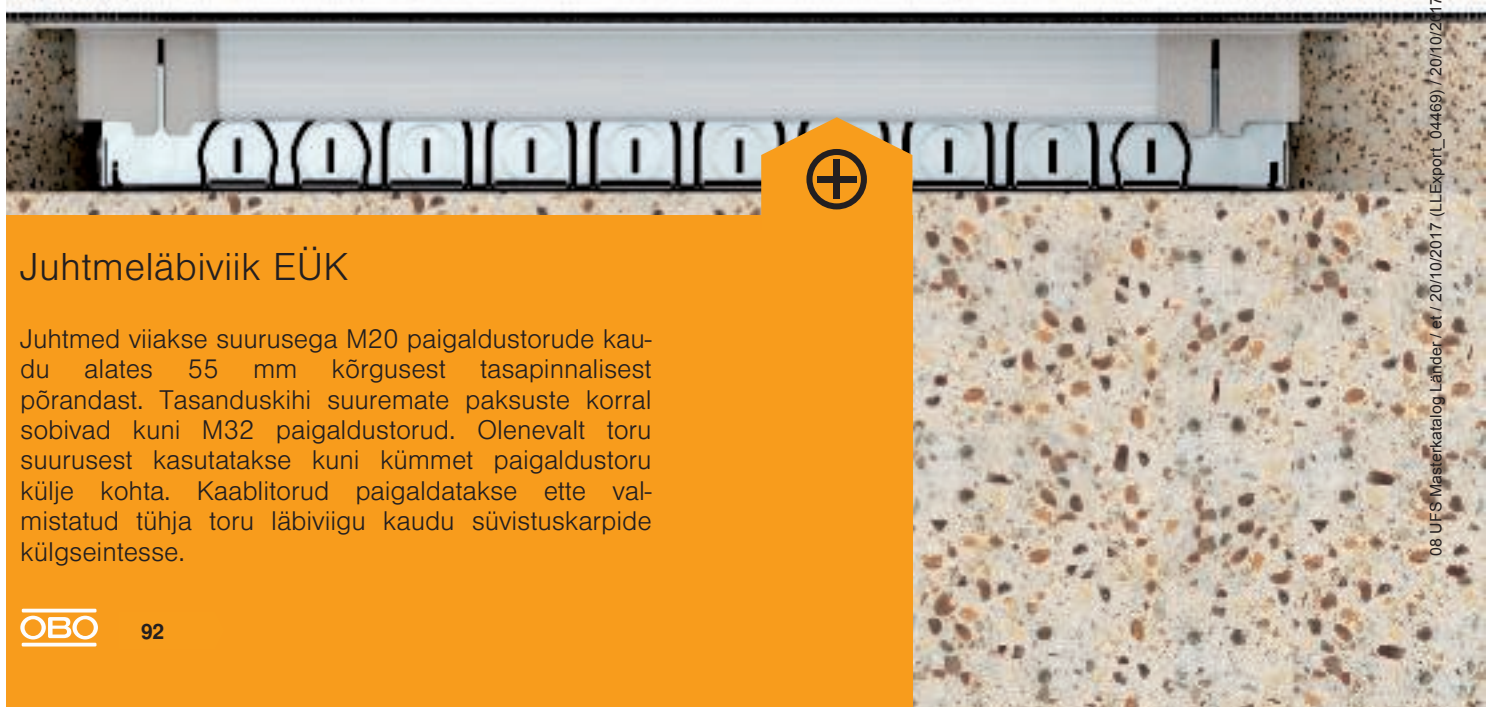 Juhtmeläbiviik EÜK
Juhtmed viiakse suurusega M20 paigaldustorude kau-
du alates 55 mm kõrgusest tasapinnalisest
põrandast. Tasanduskihi suuremate paksuste korral
sobivad kuni M32 paigaldustorud. Olenevalt toru
suurusest kasutatakse kuni kümmet paigaldustoru
külje kohta. Kaablitorud paigaldatakse ette val-
mistatud tühja toru läbiviigu kaudu süvistuskarpide
külgseintesse.
OBO 92
08 UFS Masterkatalog Länder / et / 20/10/2017 (LLExport_04469) / 20/10/2017